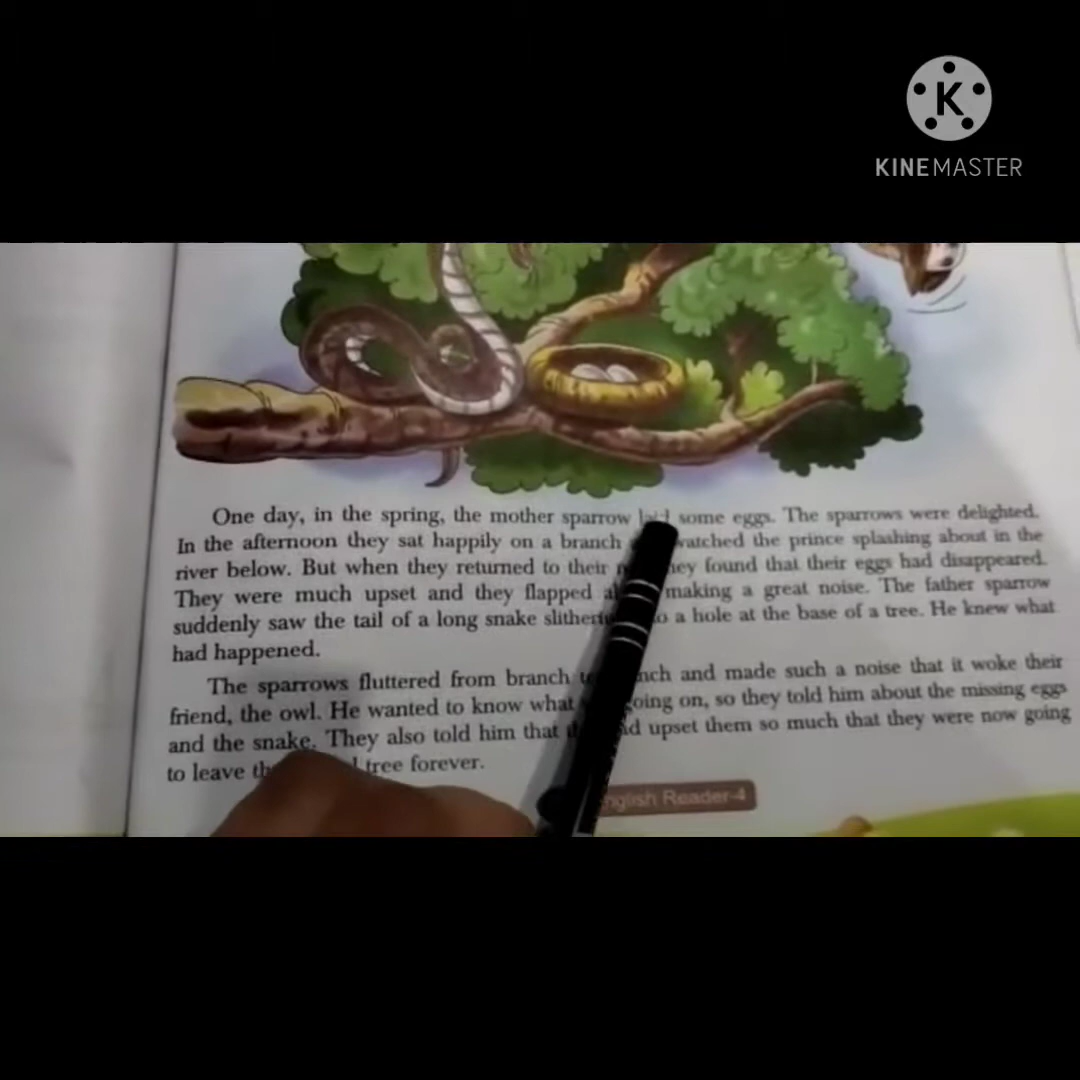 KINEMASTER
One day, in the spring, the mother sparrow laid some eggs. The sparrows were delighted.
In the afternoon they sat happily on a branch watched the prince splashing about in the
river below. But when they returned to their they found that their eggs had disappeared.
They were much upset and they flapped making a great noise. The father sparrow
suddenly saw the tail of a long snake a hole at the base of a tree. He knew what
had happened.
The sparrows fluttered from branch and made such a noise that it woke their
friend, the owl. He wanted to know what going on, so they told him about the missing eggs
and the snake. They also told him that upset them so much that they were now going
to leave tree forever.
English Reader-4